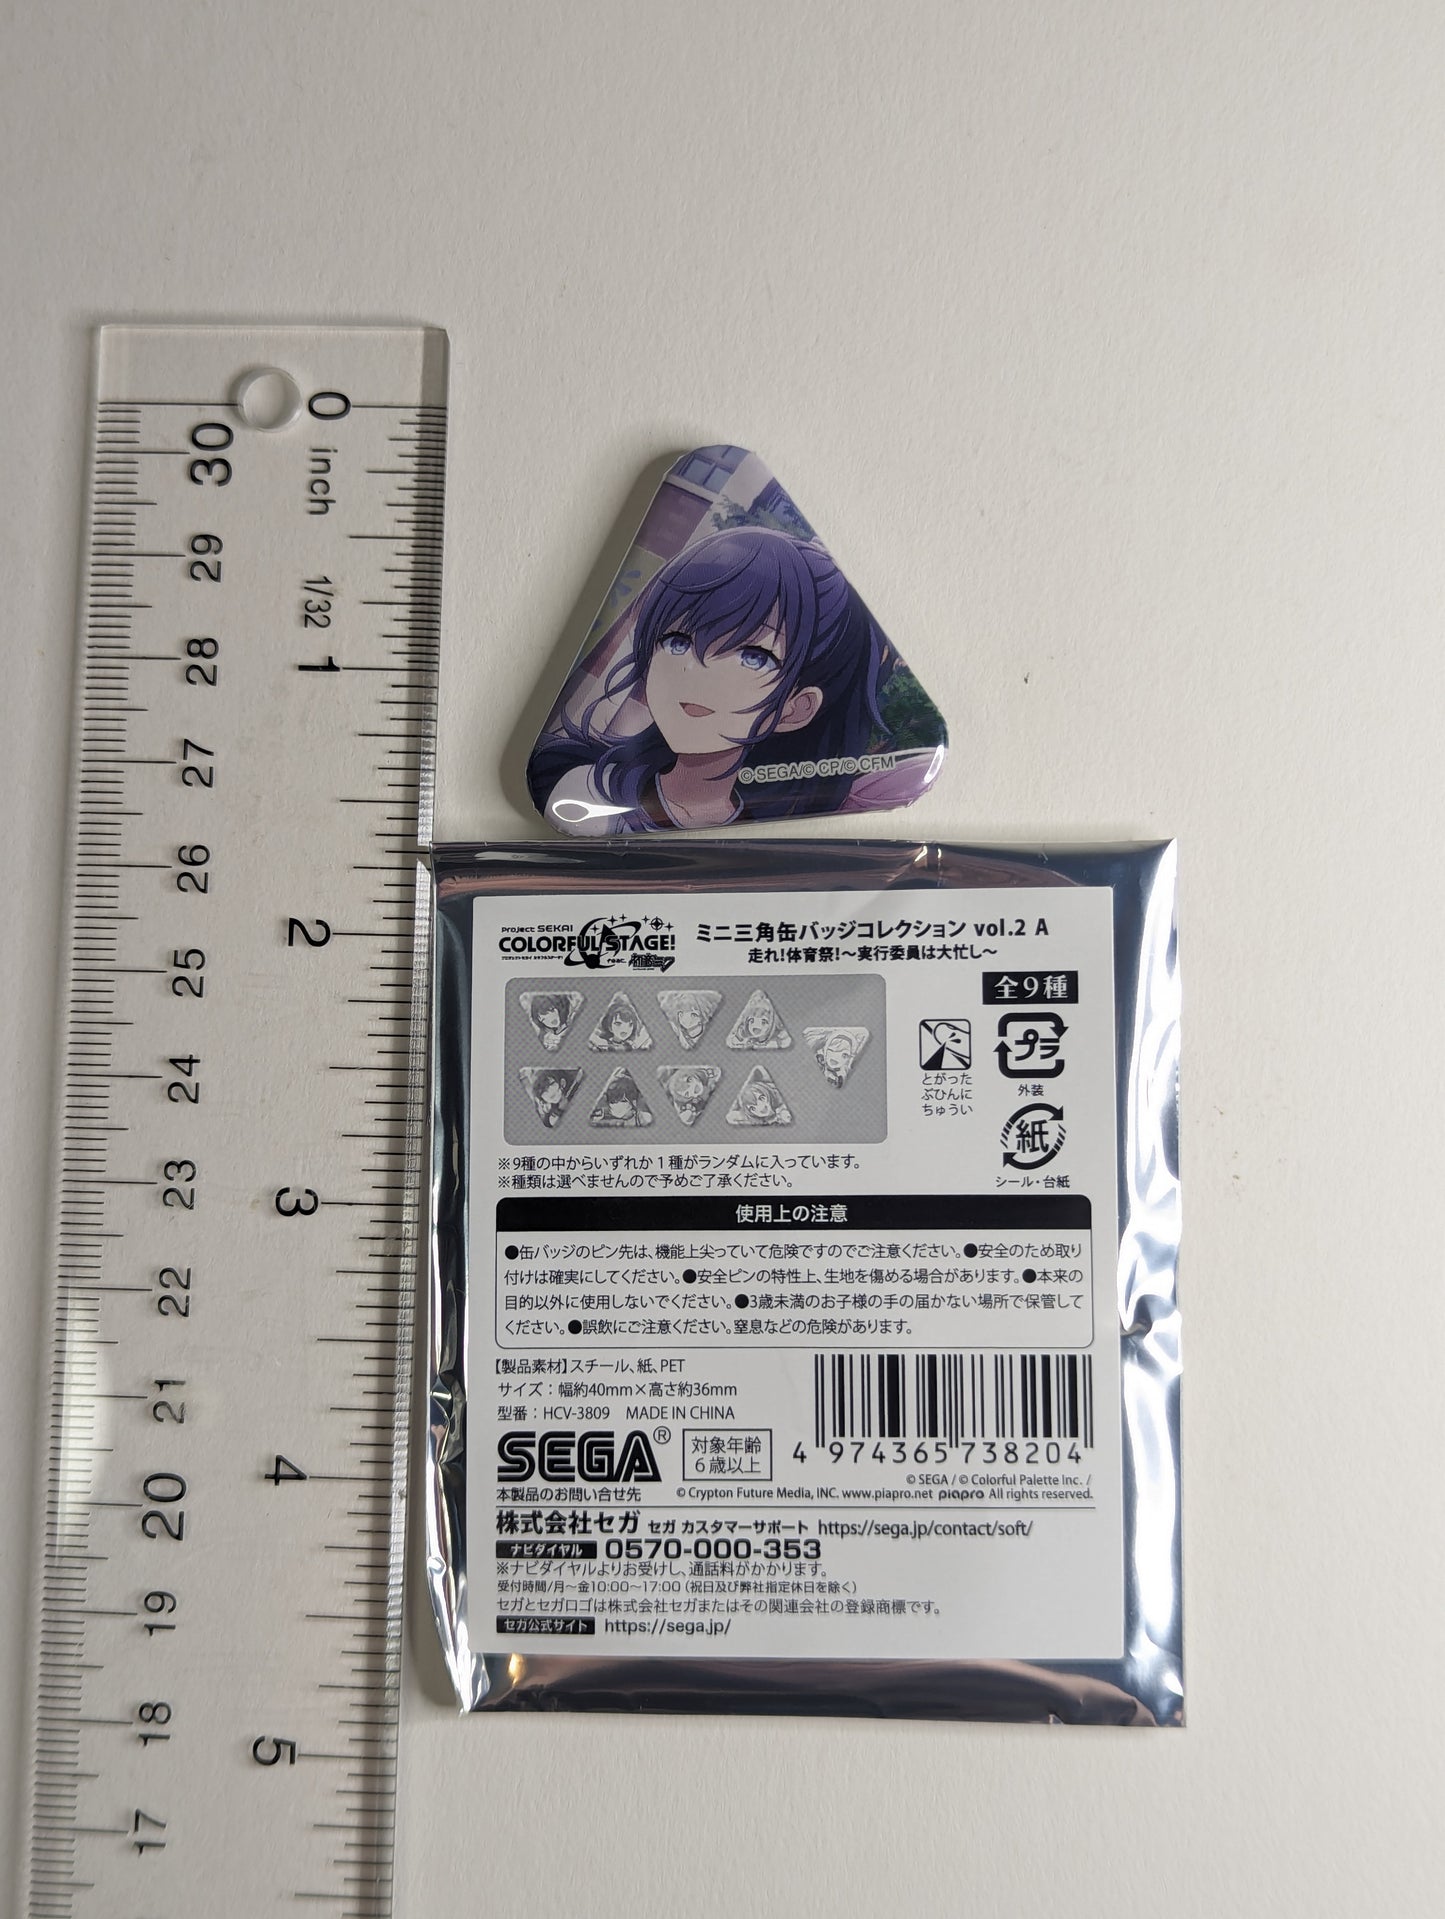 0
inch
1/32
1
2
3
4
5
30
29
28
27
26
25
24
23
22
21
20
19
18
17
© SEGA/© CP/© CFM
Project SEKAI
COLORFUL STAGE!
feat. 初音ミク
ミニ三角缶バッジコレクション vol.2 A
走れ!体育祭!~実行委員は大忙し~
全9種
とがった
ぶひんに
ちゅうい
プラ
外装
紙
シール・台紙
※9種の中からいずれか1種がランダムに入っています。
※種類は選べませんので予めご了承ください。
使用上の注意
●缶バッジのピン先は、機能上尖っていて危険ですのでご注意ください。●安全のため取り
付けは確実にしてください。●安全ピンの特性上、生地を傷める場合があります。●本来の
目的以外に使用しないでください。●3歳未満のお子様の手の届かない場所で保管して
ください。●誤飲にご注意ください。窒息などの危険があります。
【製品素材】スチール、紙、PET
サイズ:幅約40mm×高さ約36mm
型番:HCV-3809 MADE IN CHINA
4 974365 738204
SEGA®
対象年齢
6歳以上
© SEGA / © Colorful Palette Inc. /
© Crypton Future Media, INC. www.piapro.net piapro All rights reserved.
本製品のお問い合せ先
株式会社セガ セガ カスタマーサポート https://sega.jp/contact/soft/
ナビダイヤル 0570-000-353
※ナビダイヤルよりお受けし、通話料がかかります。
受付時間/月~金10:00~17:00(祝日及び弊社指定休日を除く)
セガとセガロゴは株式会社セガまたはその関連会社の登録商標です。
セガ公式サイト https://sega.jp/